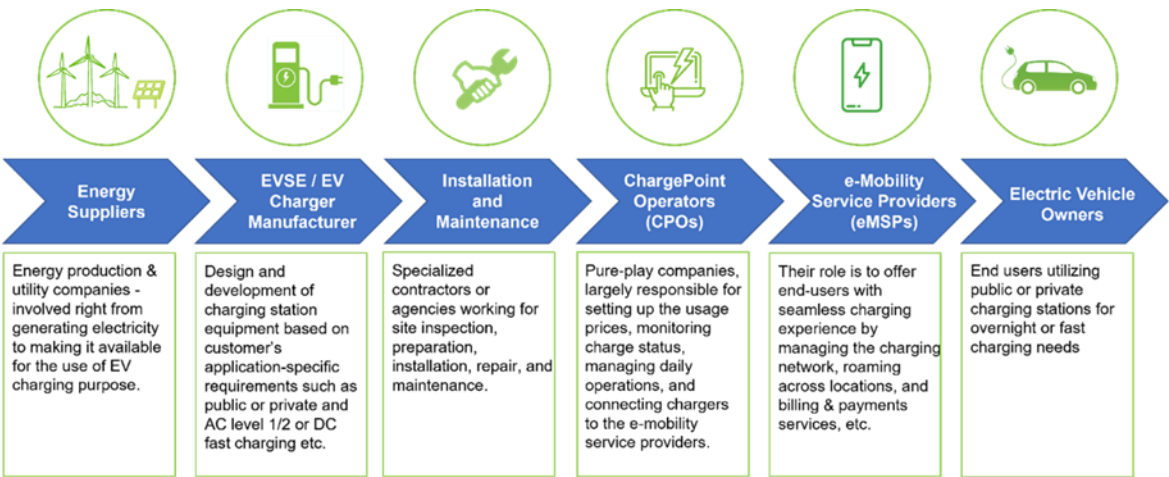 Energy
Suppliers
EVSE / EV
Charger
Manufacturer
Installation
and
Maintenance
ChargePoint
Operators
(CPOs)
e-Mobility
Service Providers
(eMSPs)
Electric Vehicle
Owners
Energy production &
utility companies -
involved right from
generating electricity
to making it available
for the use of EV
charging purpose.
Design and
development of
charging station
equipment based on
customer's
application-specific
requirements such as
public or private and
AC level 1/2 or DC
fast charging etc.
Specialized
contractors or
agencies working for
site inspection,
preparation,
installation, repair, and
maintenance.
Pure-play companies,
largely responsible for
setting up the usage
prices, monitoring
charge status,
managing daily
operations, and
connecting chargers
to the e-mobility
service providers.
Their role is to offer
end-users with
seamless charging
experience by
managing the charging
network, roaming
across locations, and
billing & payments
services, etc.
End users utilizing
public or private
charging stations for
overnight or fast
charging needs